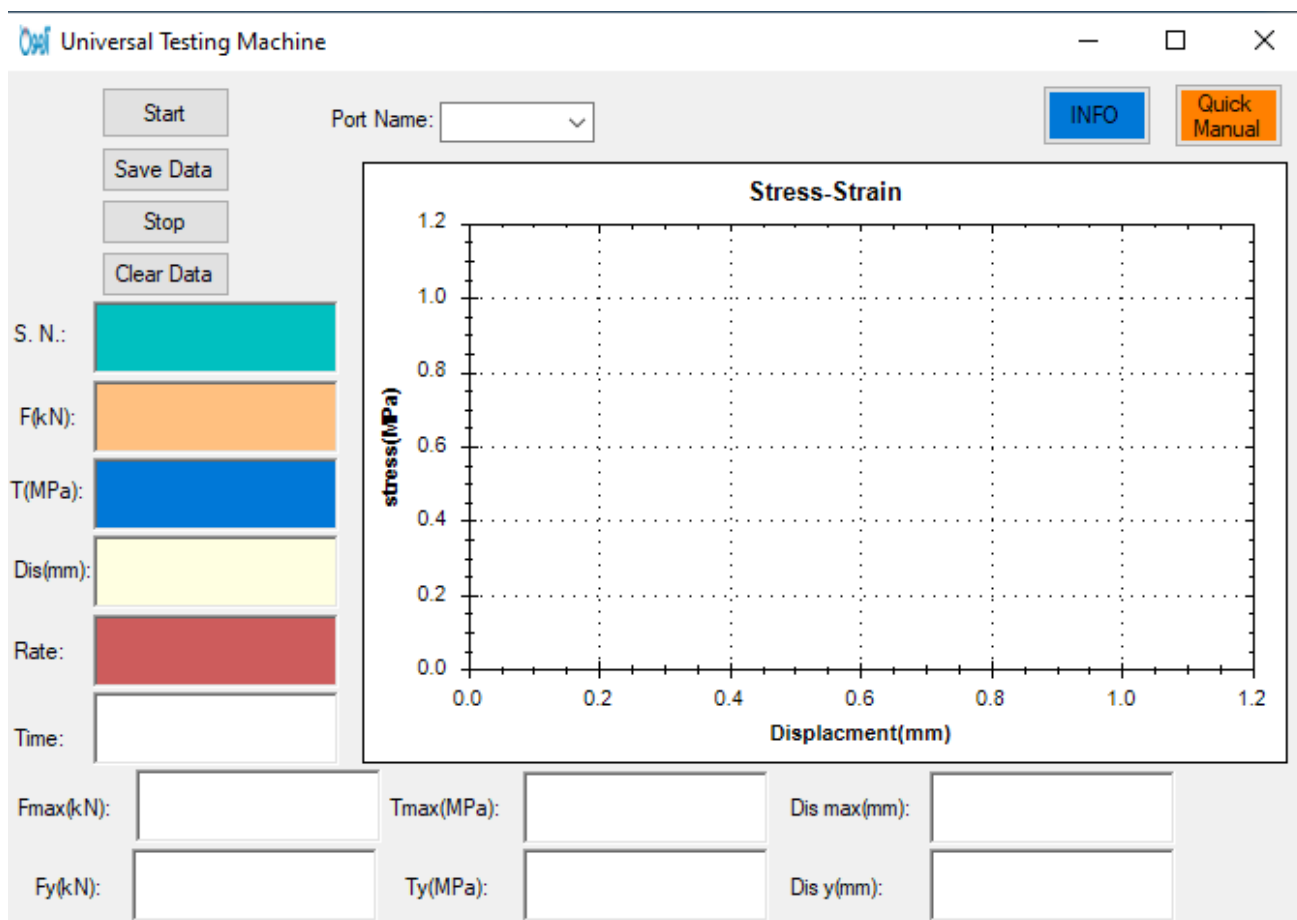 Universal Testing Machine
Start
Port Name:
INFO
Quick
Manual
Save Data
Stop
Clear Data
S. N.:
F(kN):
T(MPa):
Dis(mm):
Rate:
Time:
Stress-Strain
stress(MPa)
1.2
1.0
0.8
0.6
0.4
0.2
0.0
0.0 0.2 0.4 0.6 0.8 1.0 1.2
Displacment(mm)
Fmax(kN): Tmax(MPa): Dis max(mm):
Fy(kN): Ty(MPa): Dis y(mm):